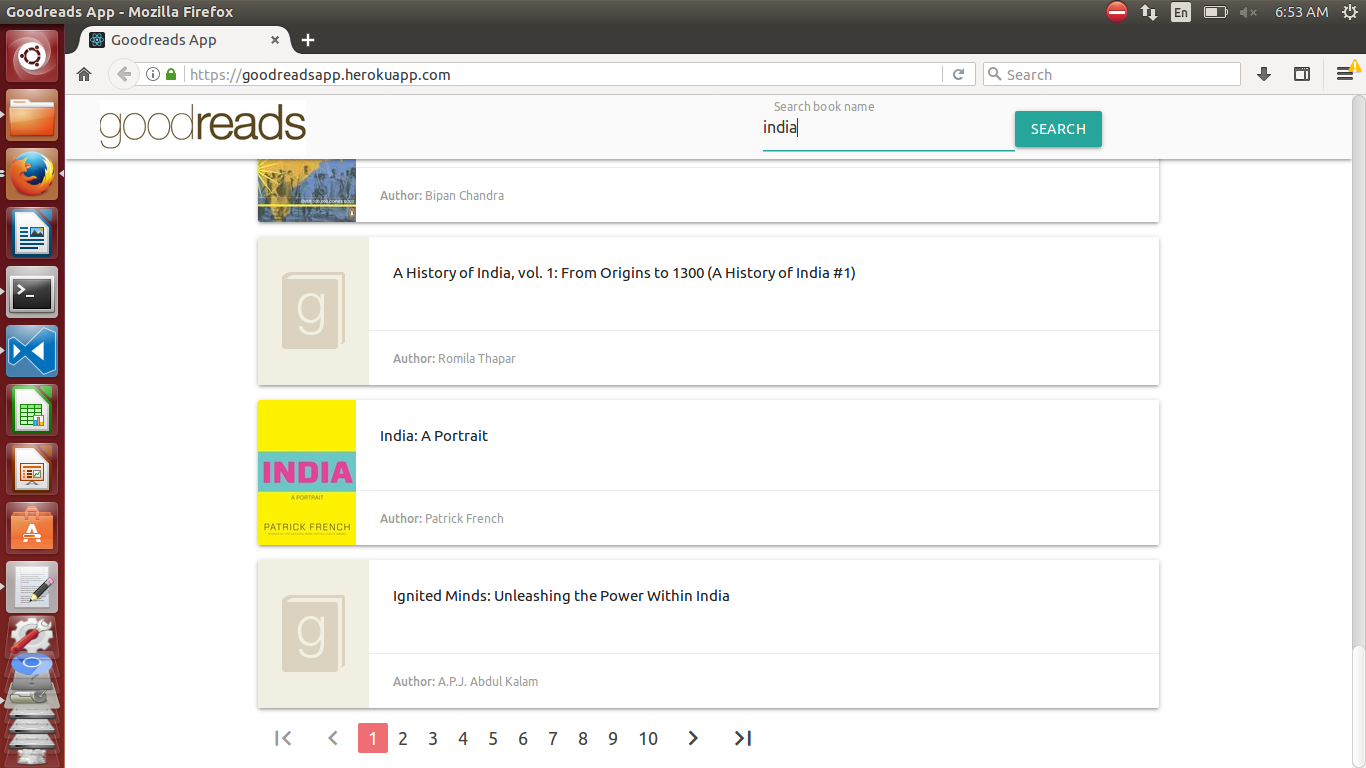 Goodreads App - Mozilla Firefox
En
6:53 AM
Goodreads App
https://goodreadsapp.herokuapp.com
Search
goodreads
Search book name
india
SEARCH
Author: Bipan Chandra
g
A History of India, vol. 1: From Origins to 1300 (A History of India #1)
Author: Romila Thapar
INDIA
A PORTRAIT
PATRICK FRENCH
India: A Portrait
Author: Patrick French
g
Ignited Minds: Unleashing the Power Within India
Author: A.P.J. Abdul Kalam
1 2 3 4 5 6 7 8 9 10